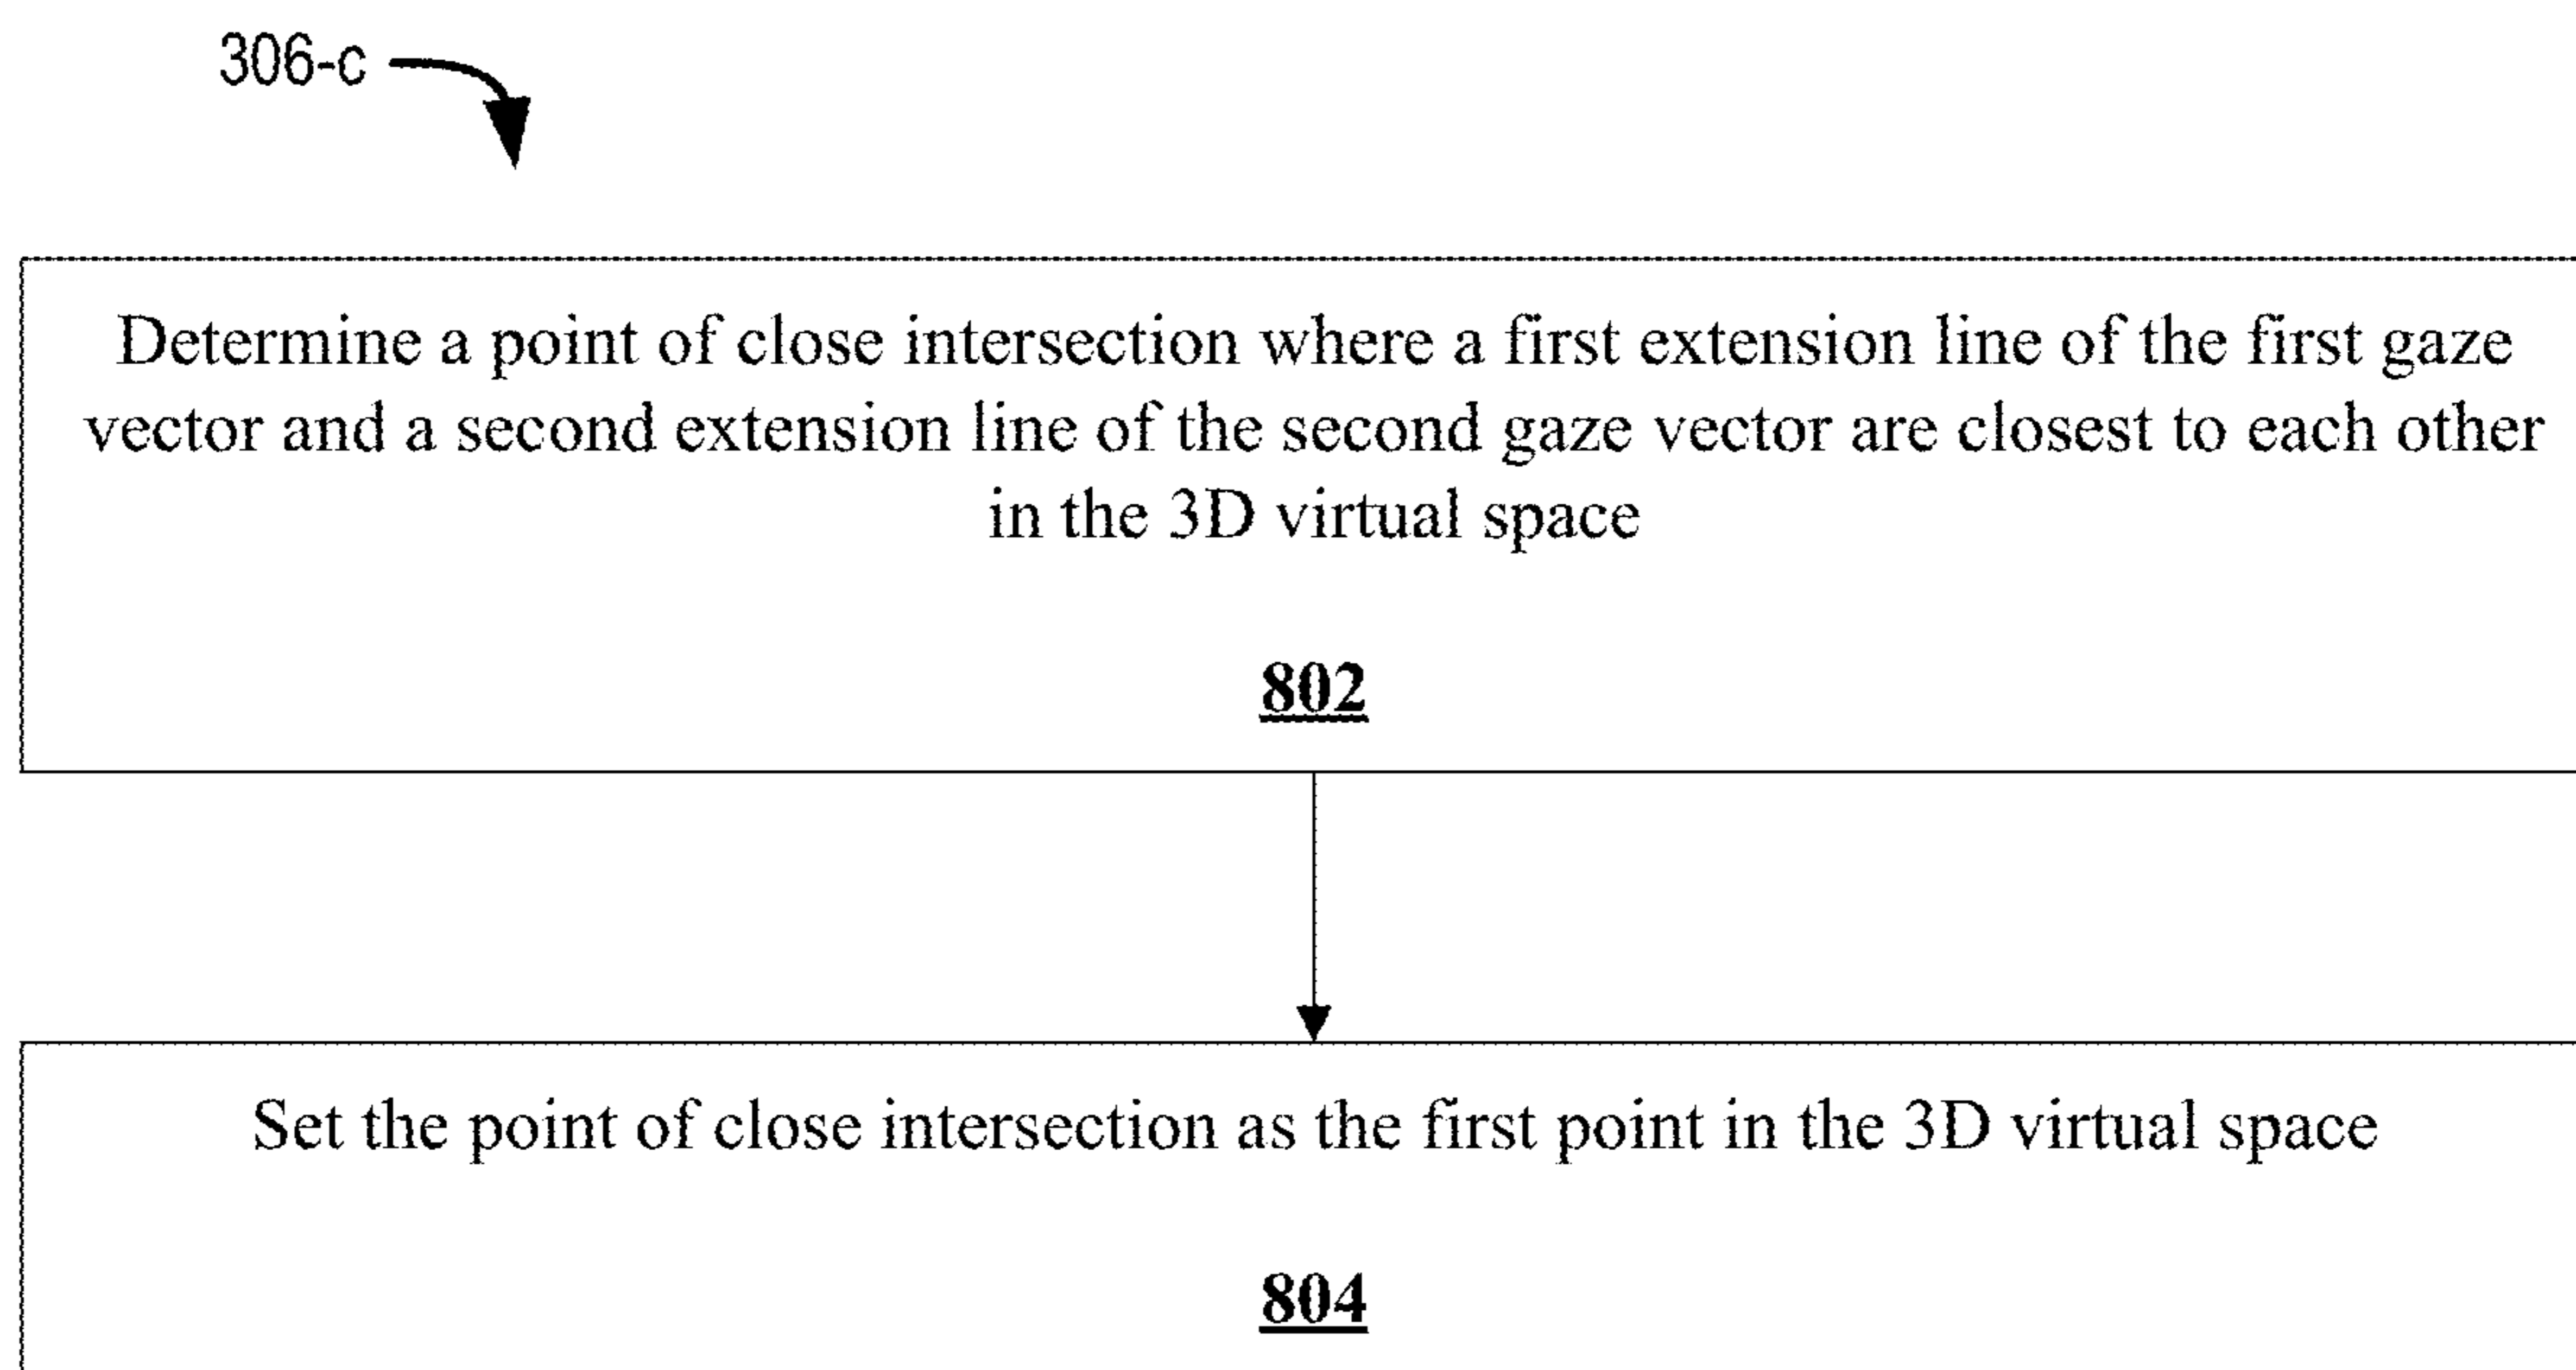 306-c
Determine a point of close intersection where a first extension line of the first gaze
vector and a second extension line of the second gaze vector are closest to each other
in the 3D virtual space
802
Set the point of close intersection as the first point in the 3D virtual space
804